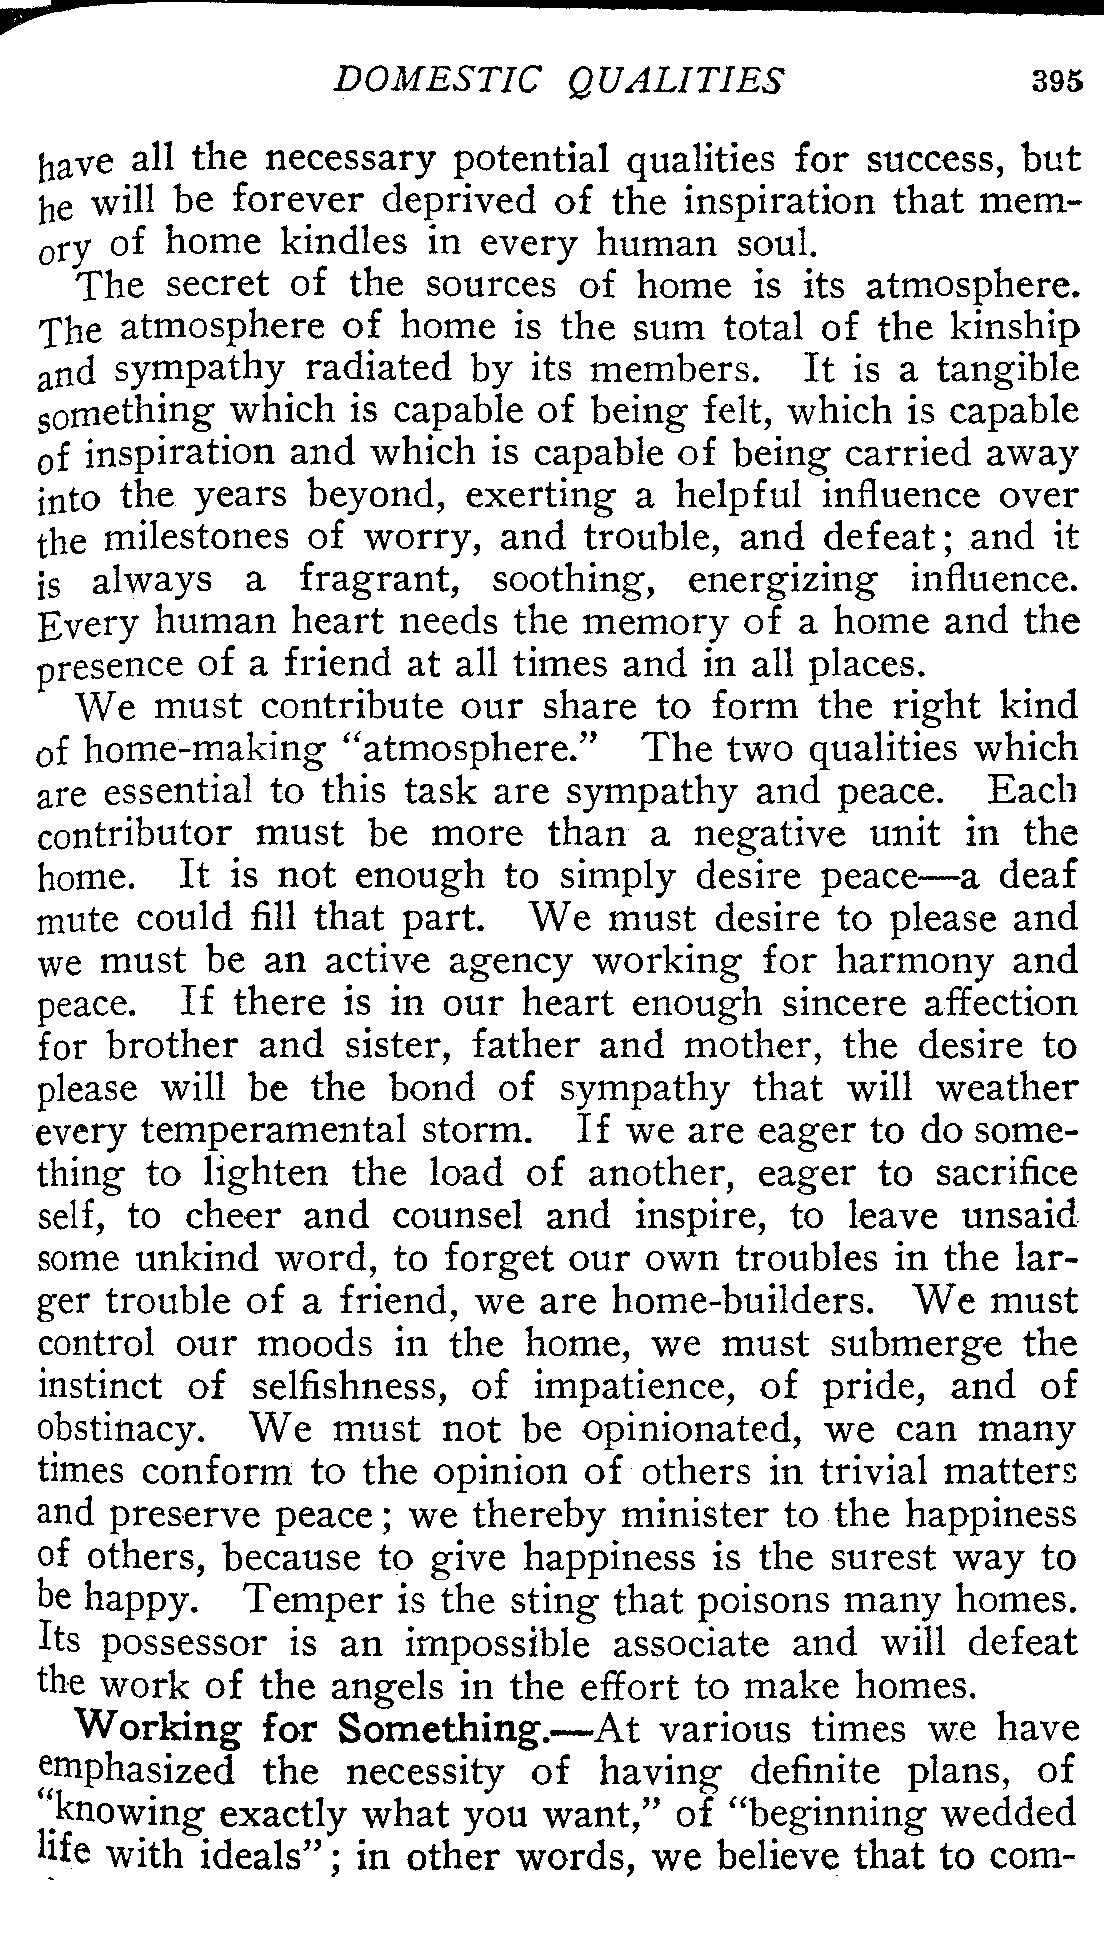 DOMESTIC QUALITIES 395
have all the necessary potential qualities for success, but
he will be forever deprived of the inspiration that mem-
ory of home kindles in every human soul.
The secret of the sources of home is its atmosphere.
The atmosphere of home is the sum total of the kinship
and sympathy radiated by its members. It is a tangible
something which is capable of being felt, which is capable
of inspiration and which is capable of being carried away
into the years beyond, exerting a helpful influence over
the milestones of worry, and trouble, and defeat; and it
is always a fragrant, soothing, energizing influence.
Every human heart needs the memory of a home and the
presence of a friend at all times and in all places.
We must contribute our share to form the right kind
of home-making “atmosphere.” The two qualities which
are essential to this task are sympathy and peace. Each
contributor must be more than a negative unit in the
home. It is not enough to simply desire peace—a deaf
mute could fill that part. We must desire to please and
we must be an active agency working for harmony and
peace. If there is in our heart enough sincere affection
for brother and sister, father and mother, the desire to
please will be the bond of sympathy that will weather
every temperamental storm. If we are eager to do some-
thing to lighten the load of another, eager to sacrifice
self, to cheer and counsel and inspire, to leave unsaid
some unkind word, to forget our own troubles in the lar-
ger trouble of a friend, we are home-builders. We must
control our moods in the home, we must submerge the
instinct of selfishness, of impatience, of pride, and of
obstinacy. We must not be opinionated, we can many
times conform to the opinion of others in trivial matters
and preserve peace; we thereby minister to the happiness
of others, because to give happiness is the surest way to
be happy. Temper is the sting that poisons many homes.
Its possessor is an impossible associate and will defeat
the work of the angels in the effort to make homes.
Working for Something.—At various times we have
emphasized the necessity of having definite plans, of
“knowing exactly what you want,” of “beginning wedded
life with ideals”; in other words, we believe that to com-